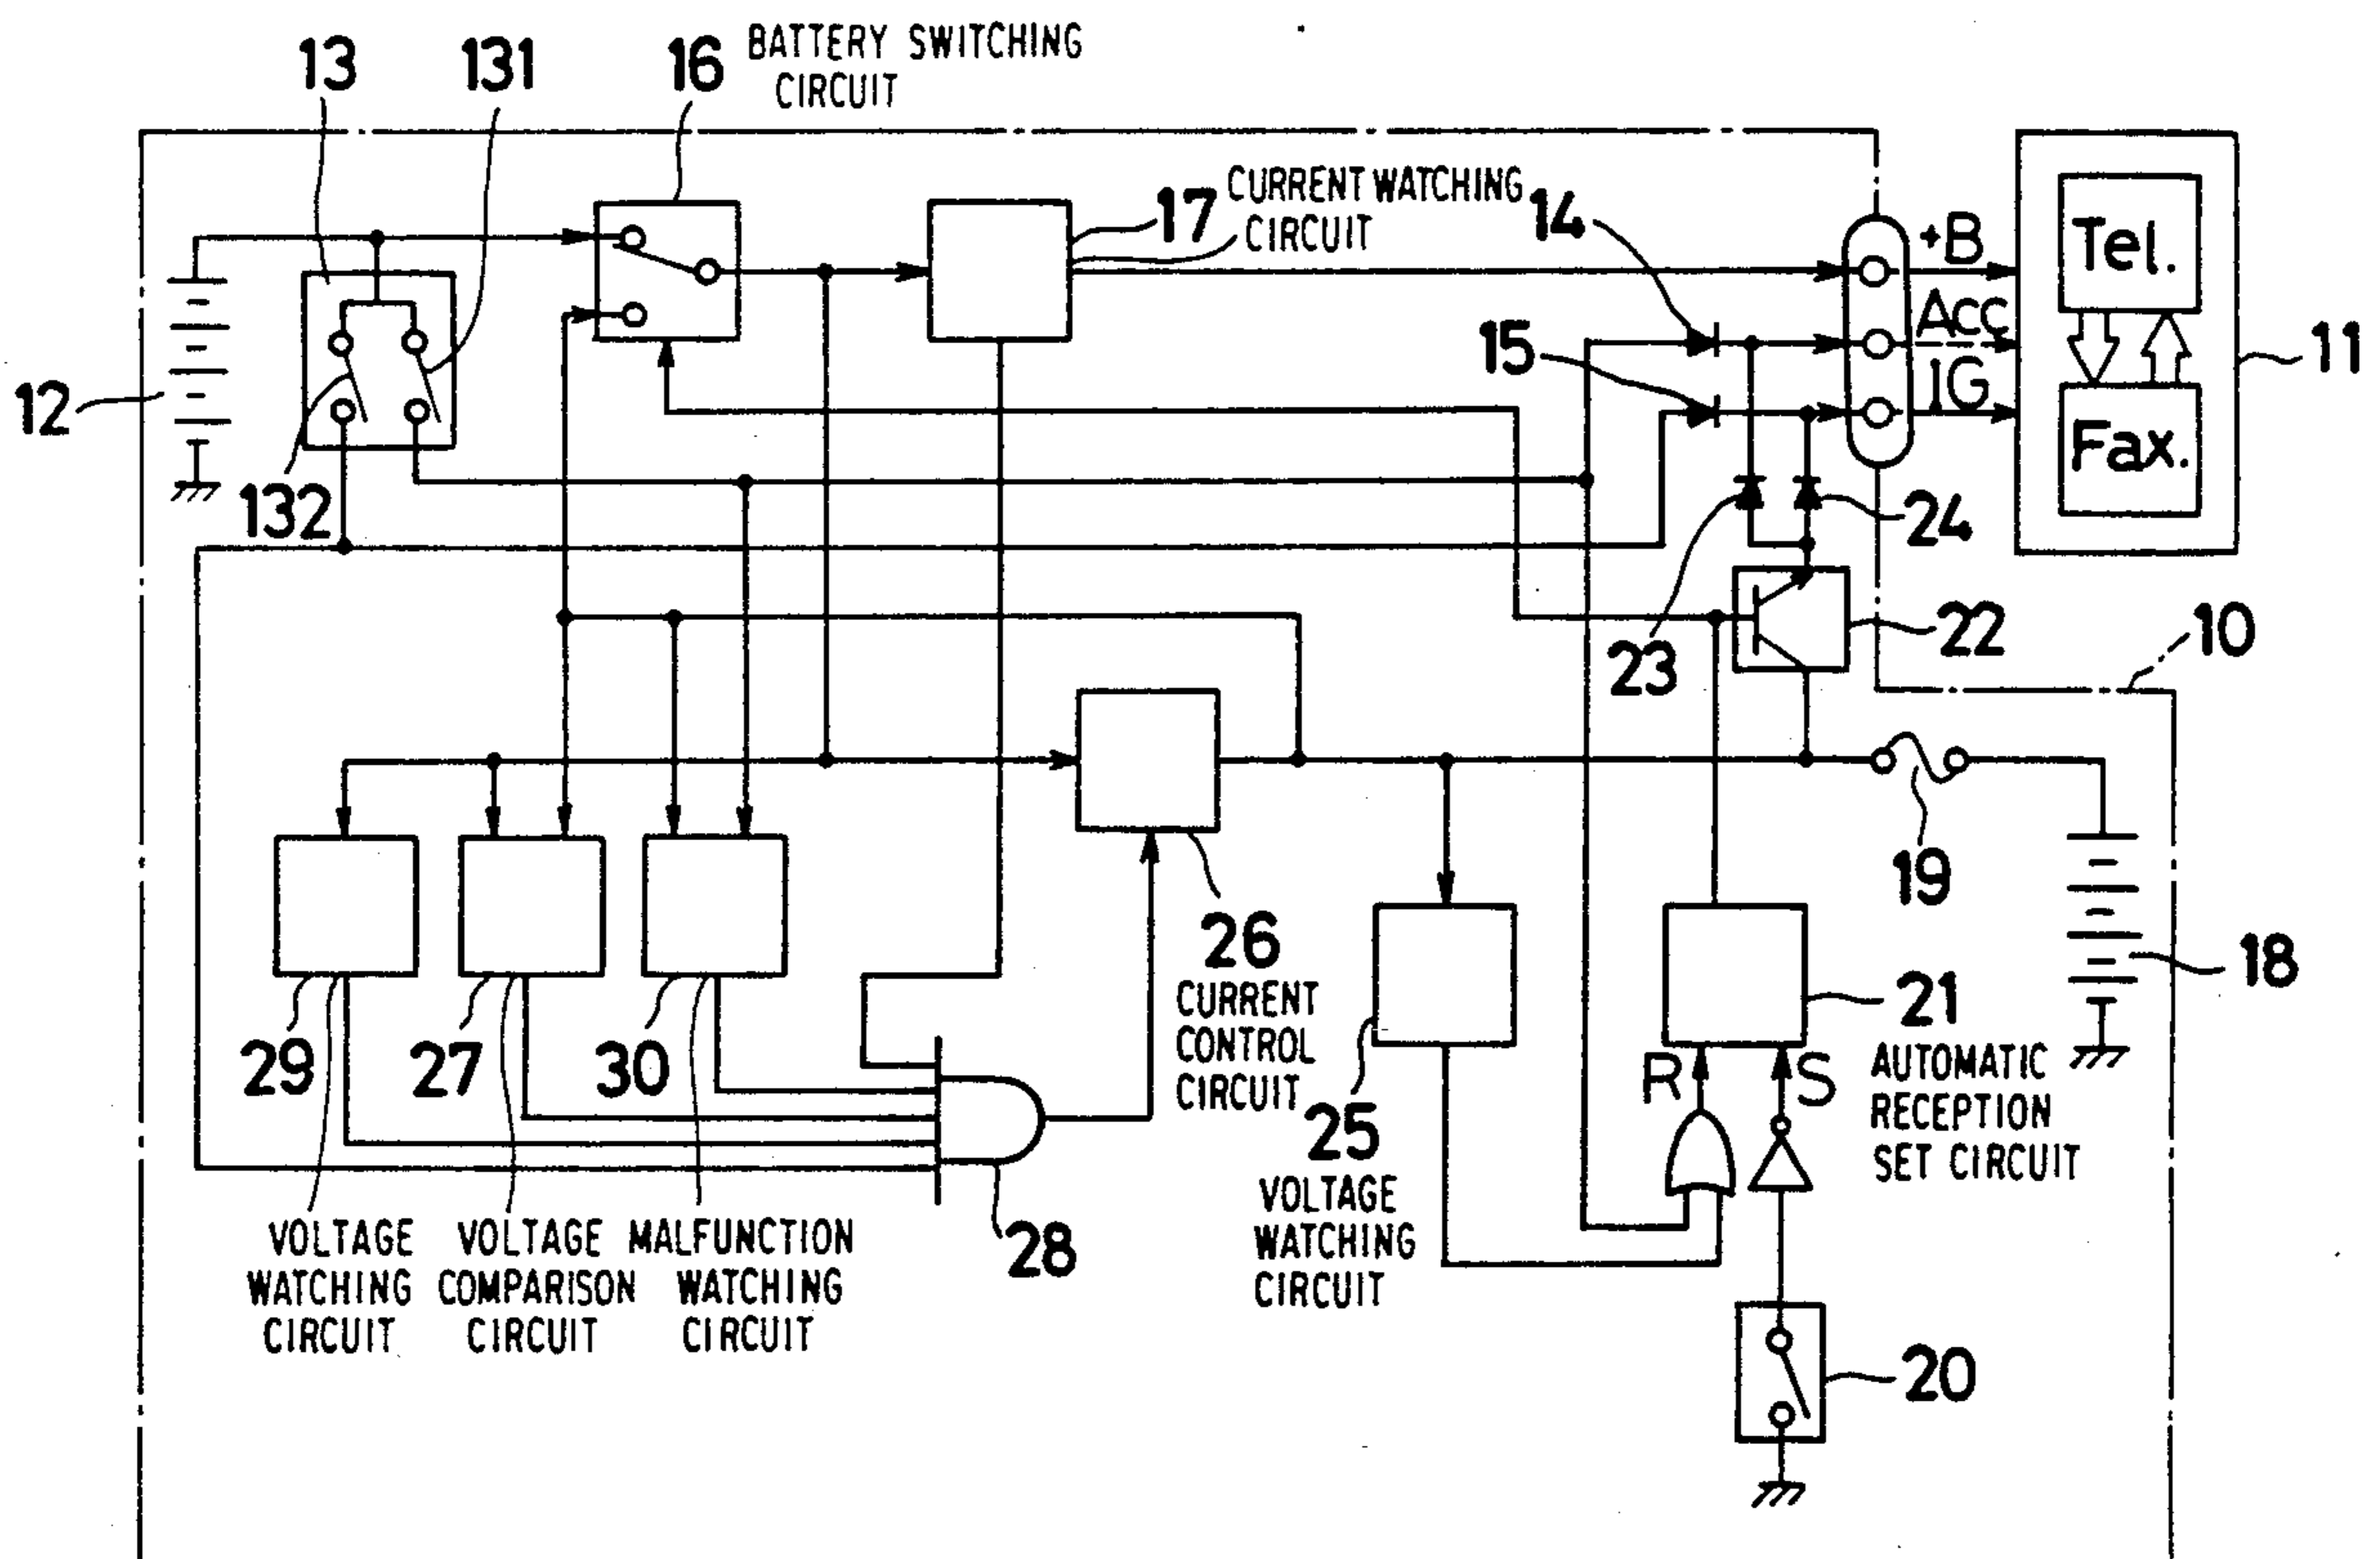 13
131
16
BATTERY SWITCHING
CIRCUIT
17
CURRENT WATCHING
CIRCUIT
14
15
+B
Acc
IG
Tel.
Fax.
11
12
132
23
24
22
10
19
18
26
CURRENT
CONTROL
CIRCUIT
29
27
30
28
VOLTAGE
WATCHING
CIRCUIT
VOLTAGE
COMPARISON
CIRCUIT
MALFUNCTION
WATCHING
CIRCUIT
25
VOLTAGE
WATCHING
CIRCUIT
R
S
21
AUTOMATIC
RECEPTION
SET CIRCUIT
20